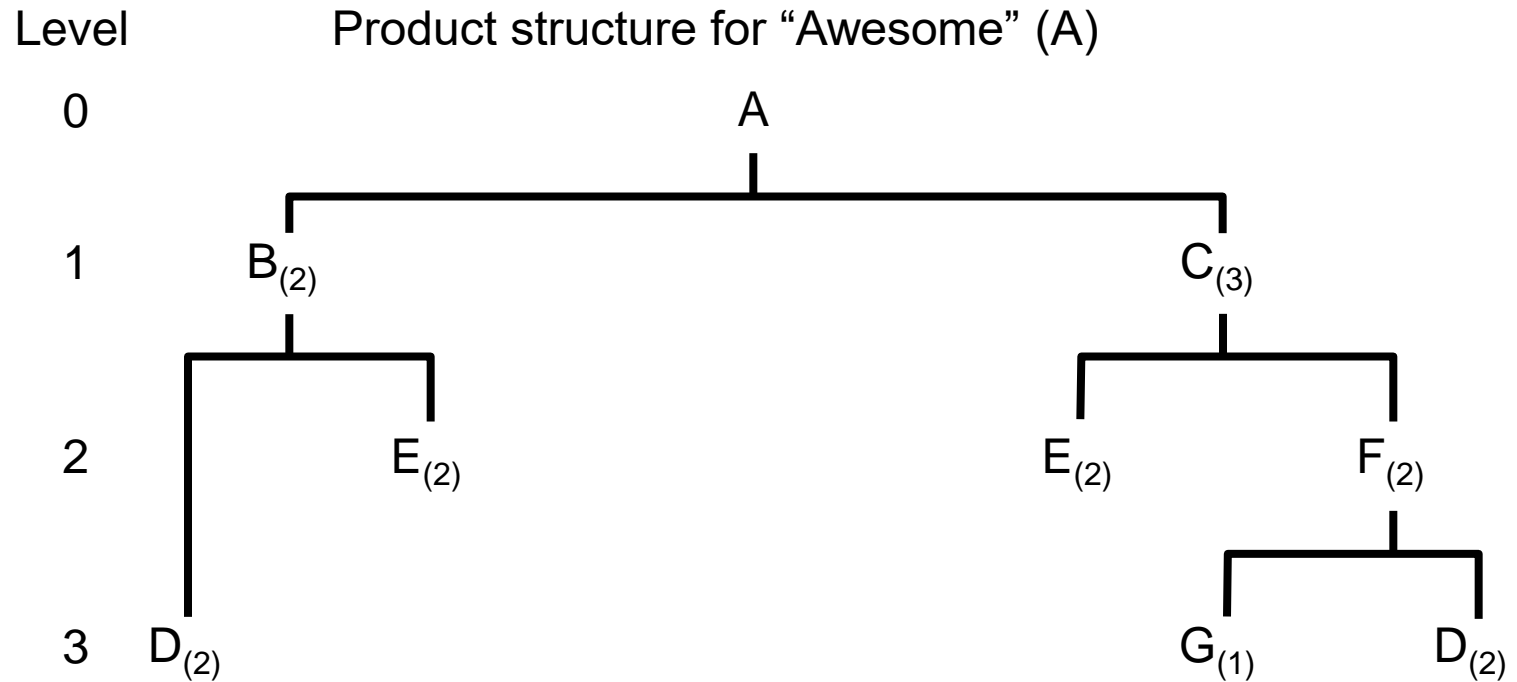 Level Product structure for “Awesome” (A)
0 A
1 B(2) C(3)
2 E(2) E(2) F(2)
3 D(2) G(1) D(2)